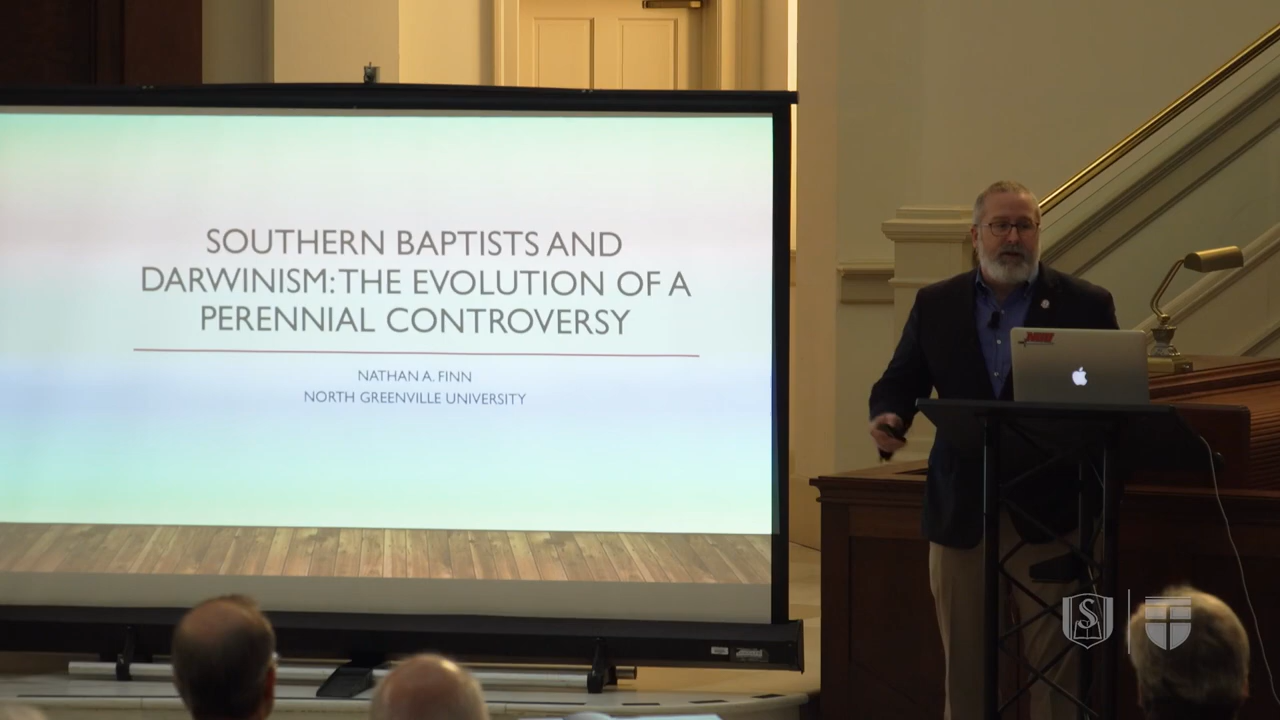 SOUTHERN BAPTISTS AND
DARWINISM: THE EVOLUTION OF A
PERENNIAL CONTROVERSY
NATHAN A. FINN
NORTH GREENVILLE UNIVERSITY
S